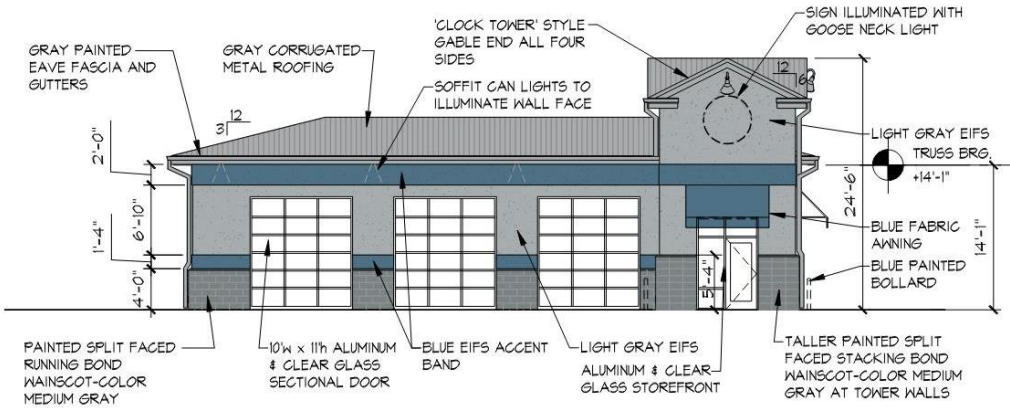 'CLOCK TOWER' STYLE
GABLE END ALL FOUR
SIDES
SIGN ILLUMINATED WITH
GOOSE NECK LIGHT
GRAY PAINTED
EAVE FASCIA AND
GUTTERS
GRAY CORRUGATED
METAL ROOFING
SOFFIT CAN LIGHTS TO
ILLUMINATE WALL FACE
12
6
12
3
LIGHT GRAY EIFS
TRUSS BRG.
+14'-1"
2'-0"
6'-10"
1'-4"
4'-0"
5'-4"
24'-6"
14'-1"
BLUE FABRIC
AWNING
BLUE PAINTED
BOLLARD
PAINTED SPLIT FACED
RUNNING BOND
WAINSCOT-COLOR
MEDIUM GRAY
10'w x 11'h ALUMINUM
& CLEAR GLASS
SECTIONAL DOOR
BLUE EIFS ACCENT
BAND
LIGHT GRAY EIFS
ALUMINUM & CLEAR
GLASS STOREFRONT
TALLER PAINTED SPLIT
FACED STACKING BOND
WAINSCOT-COLOR MEDIUM
GRAY AT TOWER WALLS